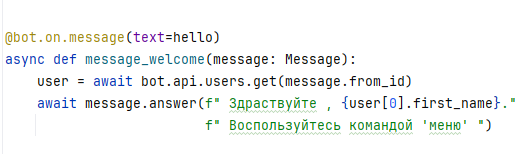 @bot.on.message(text=hello)
async def message_welcome(message: Message):
    user = await bot.api.users.get(message.from_id)
    await message.answer(f" Здраствуйте , {user[0].first_name}."
                         f" Воспользуйтесь командой 'меню' ")